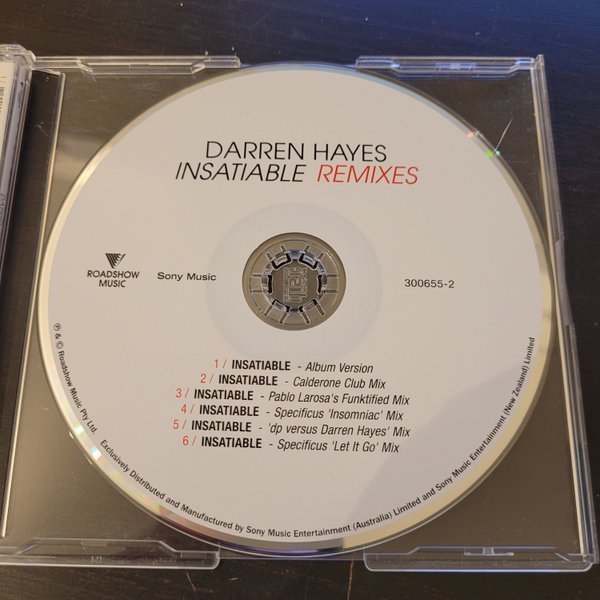 DARREN HAYES
INSATIABLE REMIXES
ROADSHOW
MUSIC
Sony Music
300655-2
1/ INSATIABLE - Album Version
2/ INSATIABLE - Calderone Club Mix
3/ INSATIABLE - Pablo Larosa's Funktified Mix
4/ INSATIABLE - Specificus 'Insomniac' Mix
5/ INSATIABLE - 'dp versus Darren Hayes' Mix
6/ INSATIABLE - Specificus 'Let It Go' Mix
℗ & © Roadshow Music Pty Ltd. Exclusively Distributed and Manufactured by Sony Music Entertainment (Australia) Limited and Sony Music Entertainment (New Zealand) Limited